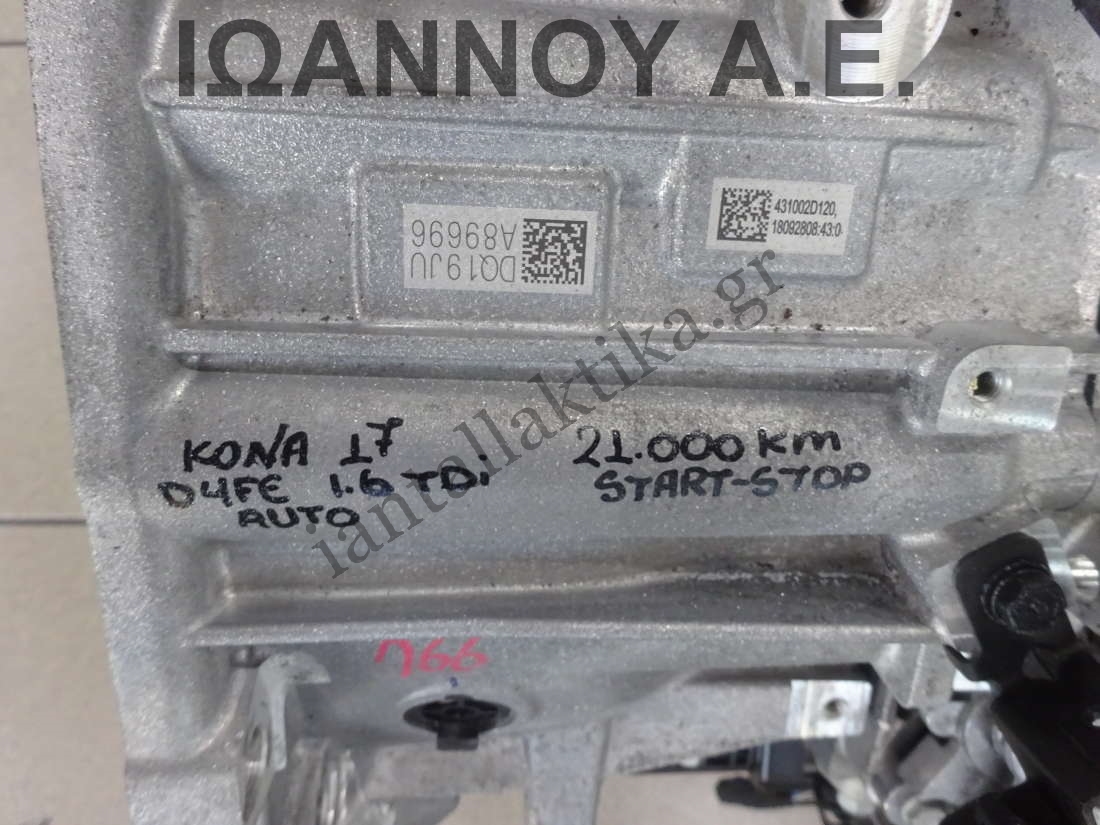 ΙΩΑΝΝΟΥ Α.Ε.
431002D120,
18092808:43:0
DQ19JU
A89696
iantallaktika.gr
KONA 17
D4FE 1.6 TDi
AUTO
21.000 KM
START-STOP